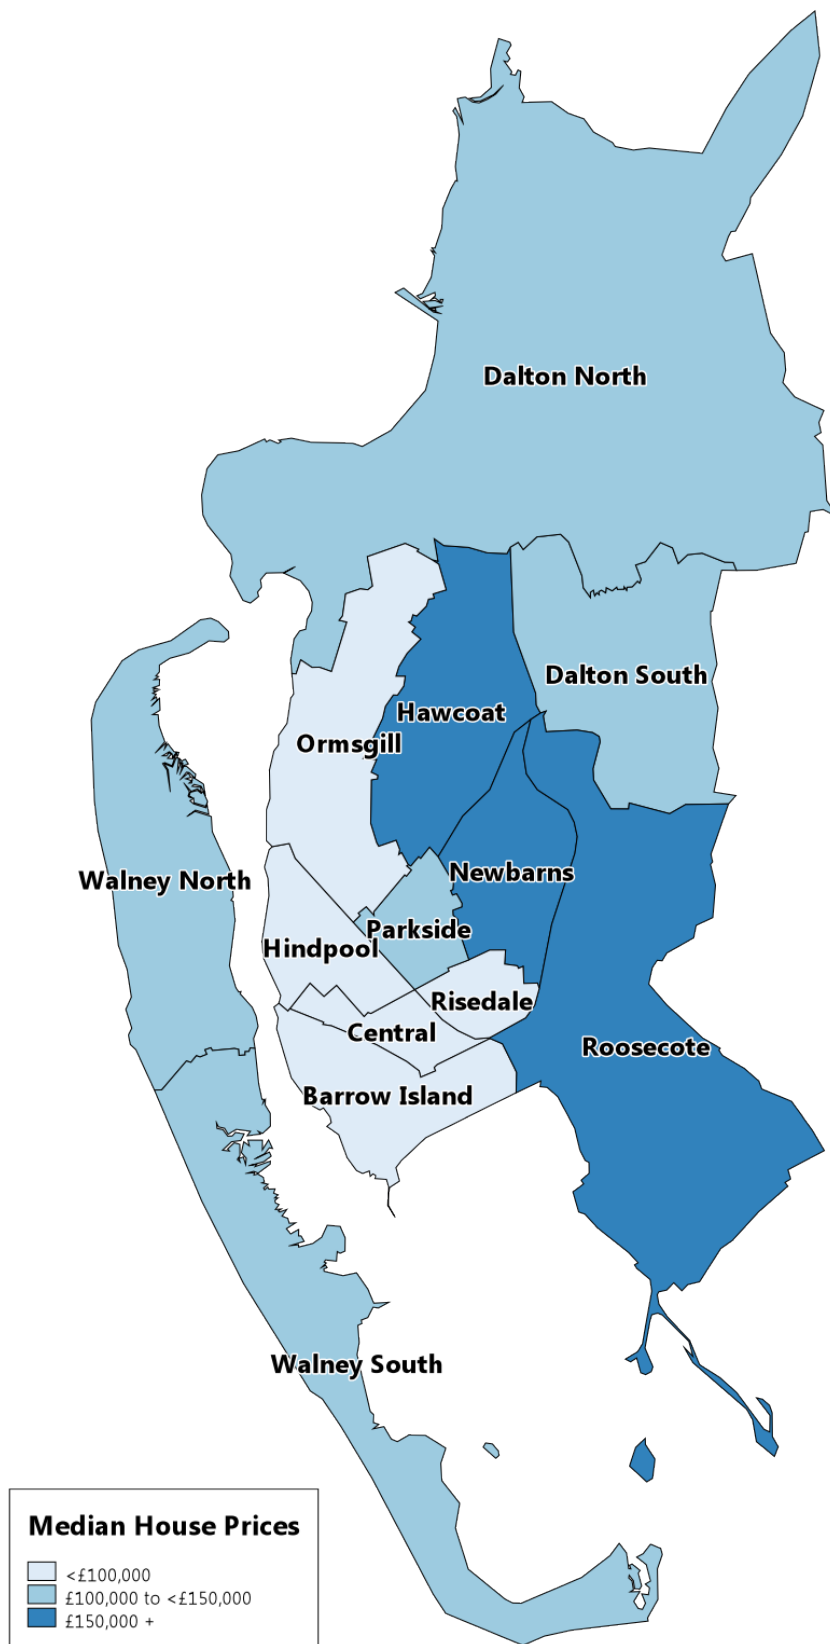 Dalton North
Dalton South
Hawcoat
Ormsgill
Newbarns
Walney North
Parkside
Hindpool
Risedale
Central
Roosecote
Barrow Island
Walney South
Median House Prices
<£100,000
£100,000 to <£150,000
£150,000 +